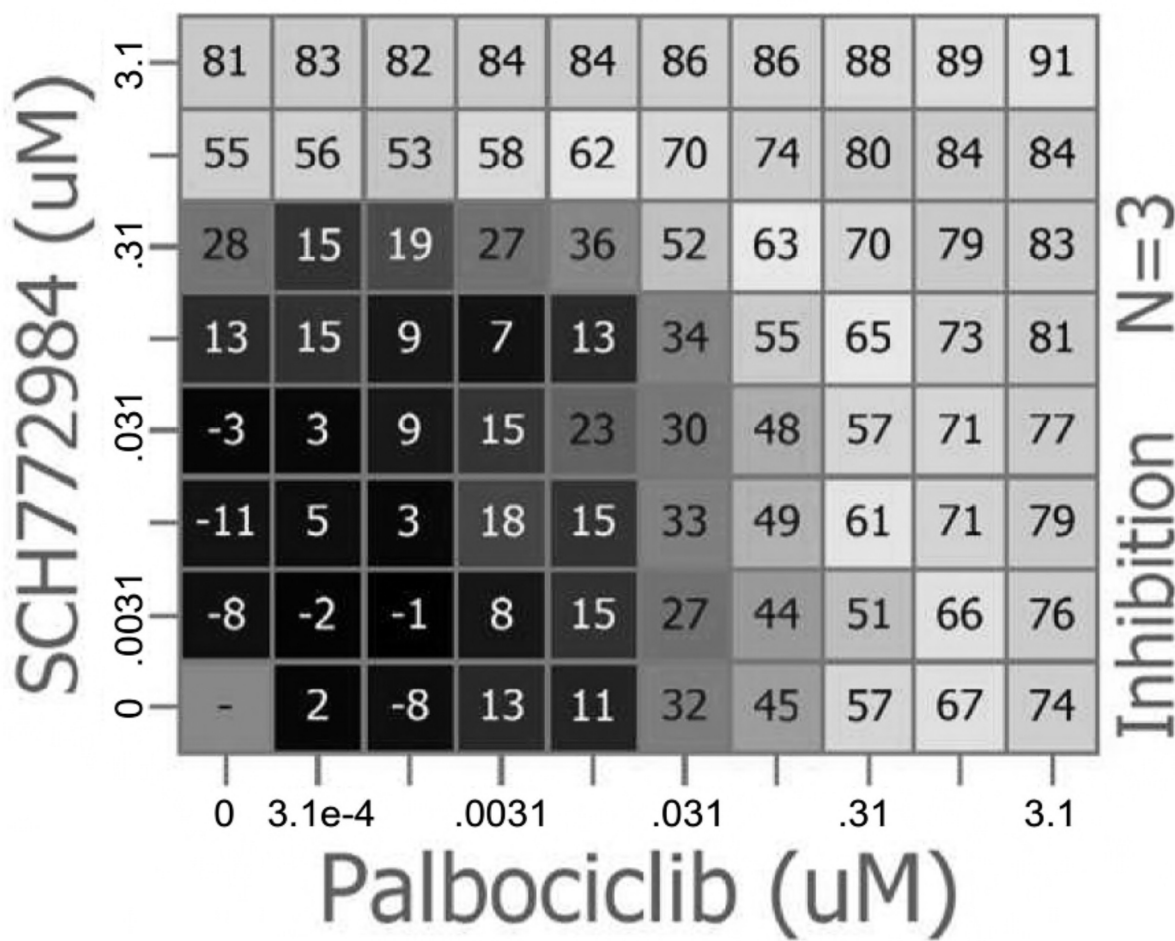 SCH772984 (uM)
3.1 81 83 82 84 84 86 86 88 89 91
55 56 53 58 62 70 74 80 84 84
.31 28 15 19 27 36 52 63 70 79 83
13 15 9 7 13 34 55 65 73 81
.031 -3 3 9 15 23 30 48 57 71 77
-11 5 3 18 15 33 49 61 71 79
.0031 -8 -2 -1 8 15 27 44 51 66 76
0 - 2 -8 13 11 32 45 57 67 74
0 3.1e-4 .0031 .031 .31 3.1
Palbociclib (uM)
Inhibition N=3